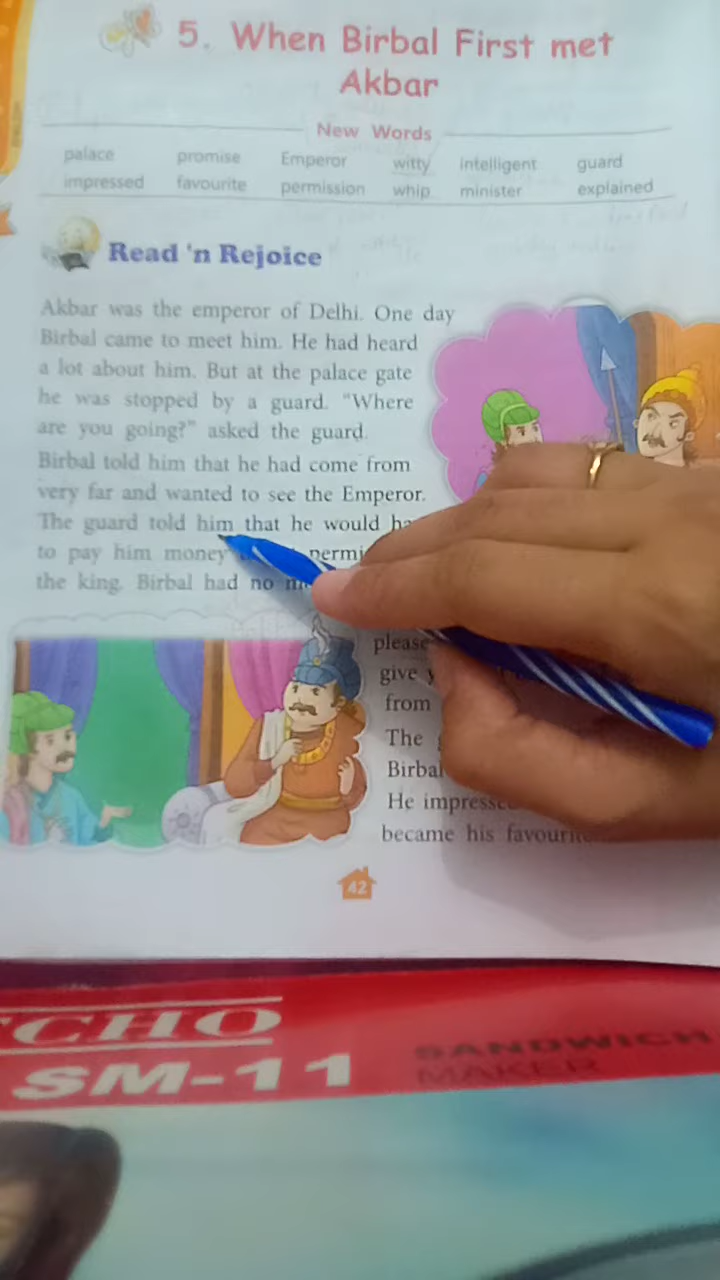 5. When Birbal First met
Akbar
New Words
palace promise Emperor witty intelligent guard
impressed favourite permission whip minister explained
Read 'n Rejoice
Akbar was the emperor of Delhi. One day
Birbal came to meet him. He had heard
a lot about him. But at the palace gate
he was stopped by a guard. "Where
are you going?" asked the guard.
Birbal told him that he had come from
very far and wanted to see the Emperor.
The guard told him that he would
to pay him money
the king. Birbal had no
please
give
from
The
Birbal
He
became his
42
SM-11
SANDWICH
MAKER